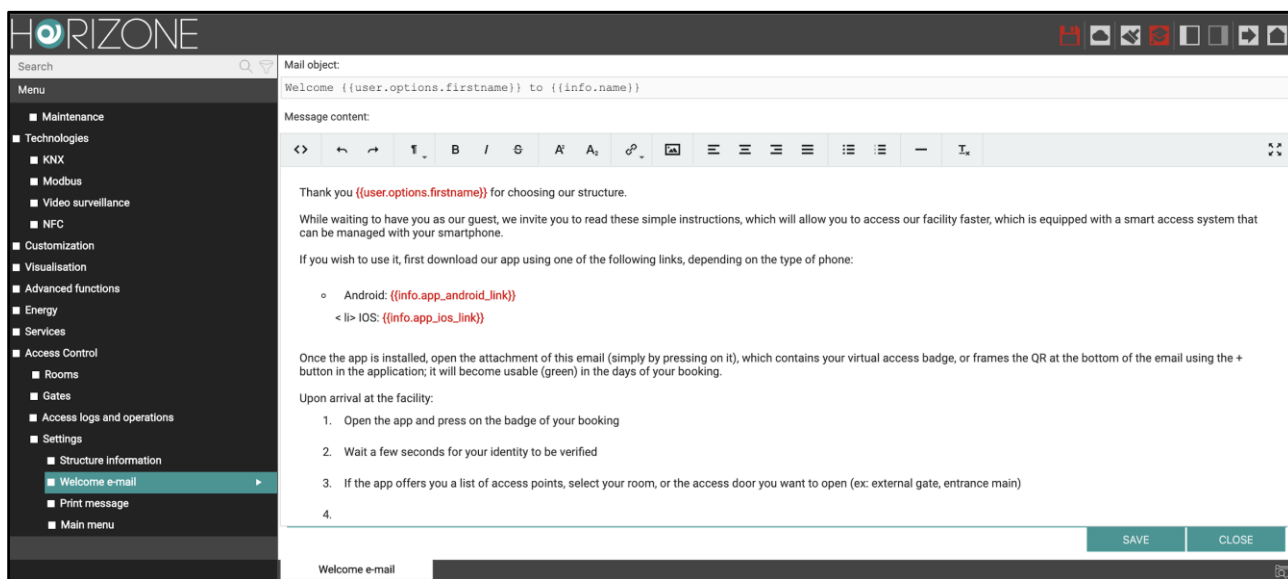 HORIZONE
Search
Menu
Maintenance
Technologies
KNX
Modbus
Video surveillance
NFC
Customization
Visualisation
Advanced functions
Energy
Services
Access Control
Rooms
Gates
Access logs and operations
Settings
Structure information
Welcome e-mail
Print message
Main menu
Mail object:
Welcome {{user.options.firstname}} to {{info.name}}
Message content:
Thank you {{user.options.firstname}} for choosing our structure.
While waiting to have you as our guest, we invite you to read these simple instructions, which will allow you to access our facility faster, which is equipped with a smart access system that
can be managed with your smartphone.
If you wish to use it, first download our app using one of the following links, depending on the type of phone:
Android: {{info.app_android_link}}
< li> IOS: {{info.app_ios_link}}
Once the app is installed, open the attachment of this email (simply by pressing on it), which contains your virtual access badge, or frames the QR at the bottom of the email using the +
button in the application; it will become usable (green) in the days of your booking.
Upon arrival at the facility:
1. Open the app and press on the badge of your booking
2. Wait a few seconds for your identity to be verified
3. If the app offers you a list of access points, select your room, or the access door you want to open (ex: external gate, entrance main)
4.
SAVE CLOSE
Welcome e-mail